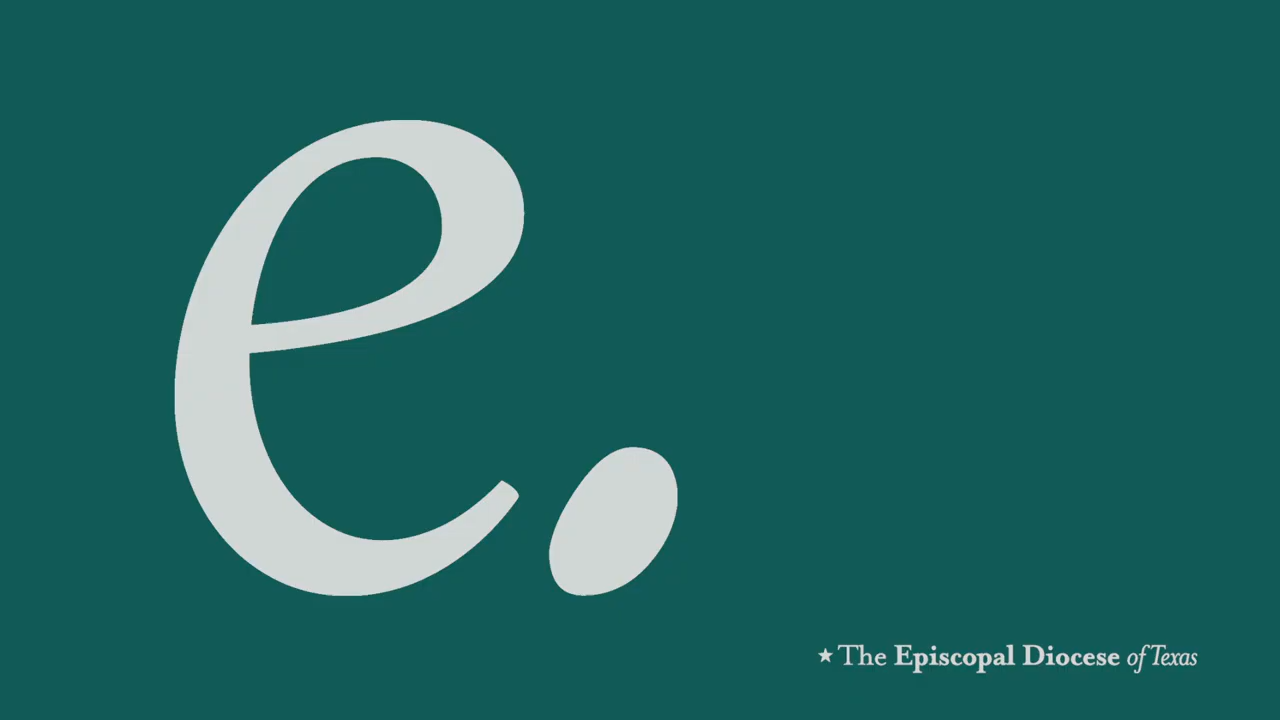 e.
★ The Episcopal Diocese of Texas